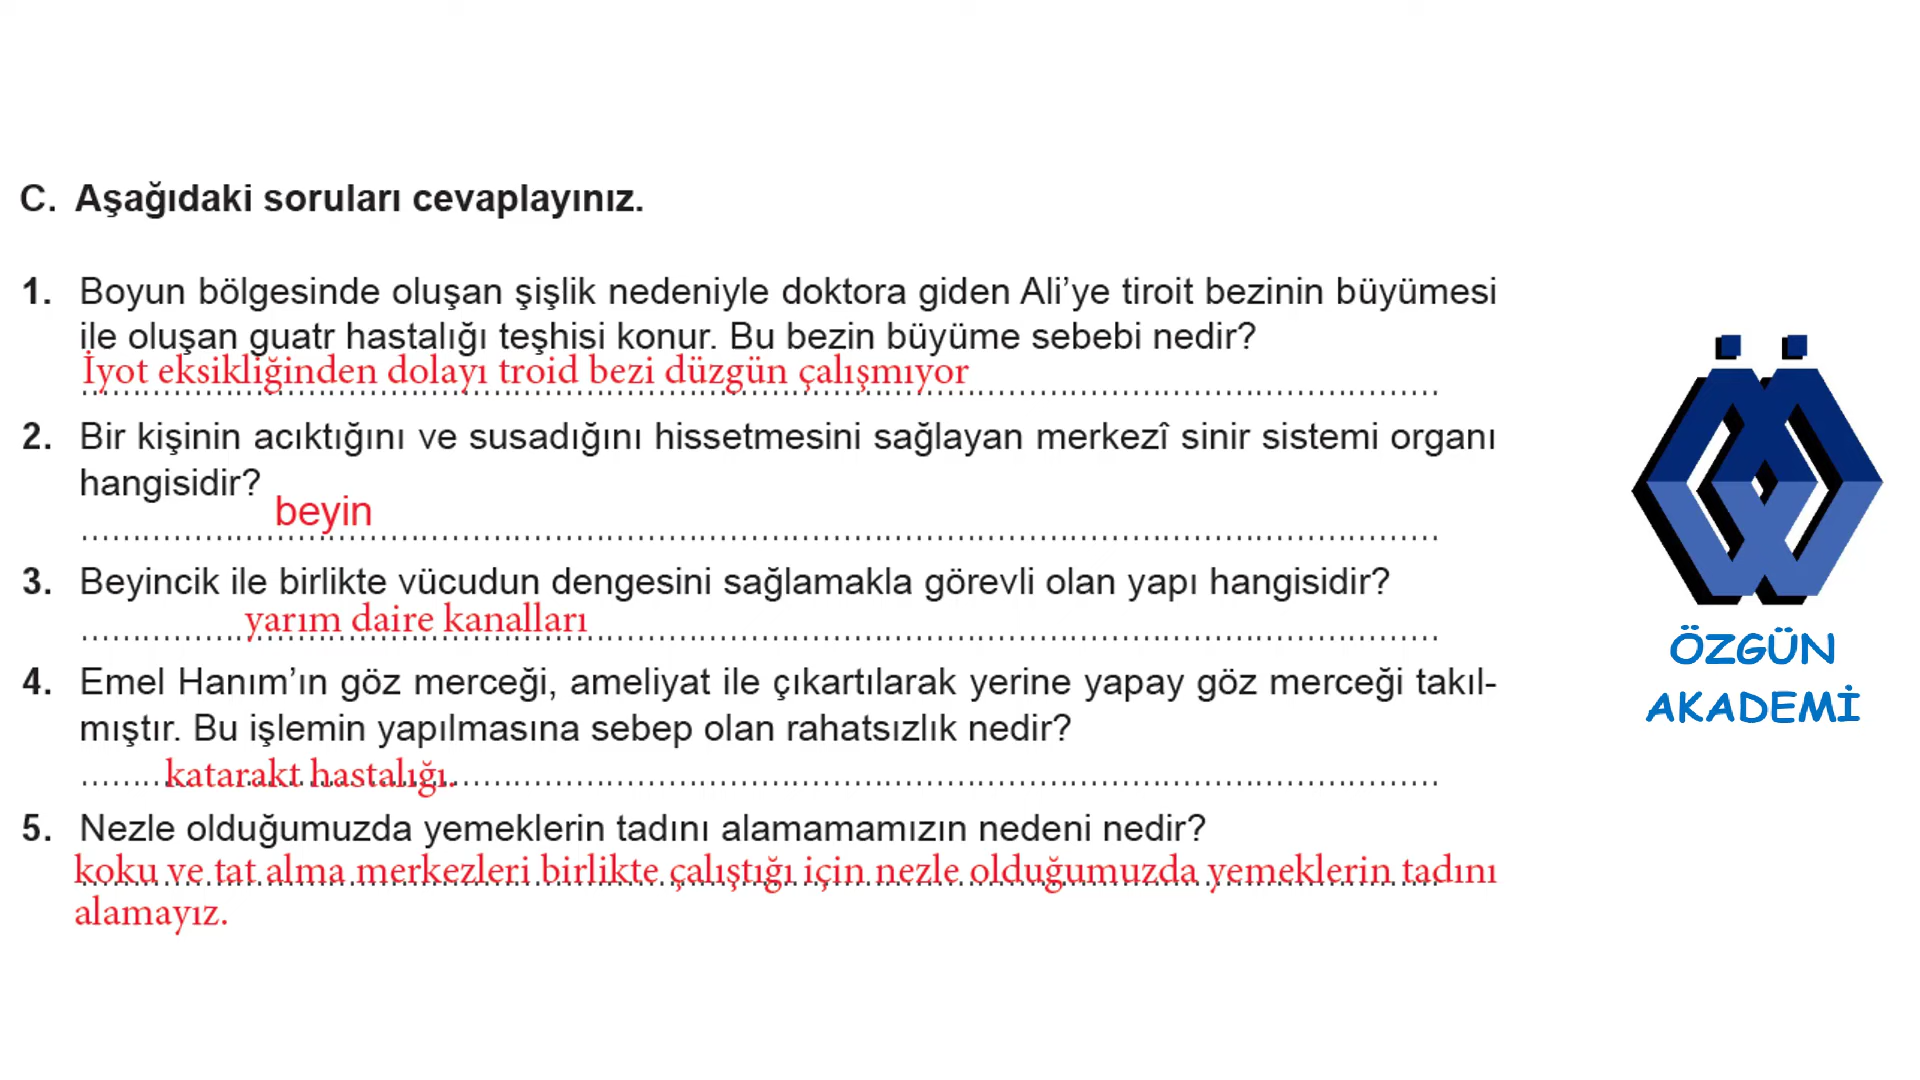 C. Aşağıdaki soruları cevaplayınız.
1. Boyun bölgesinde oluşan şişlik nedeniyle doktora giden Ali’ye tiroit bezinin büyümesi
ile oluşan guatr hastalığı teşhisi konur. Bu bezin büyüme sebebi nedir?
İyot eksikliğinden dolayı troid bezi düzgün çalışmıyor
2. Bir kişinin acıktığını ve susadığını hissetmesini sağlayan merkezî sinir sistemi organı
hangisidir?
beyin
3. Beyincik ile birlikte vücudun dengesini sağlamakla görevli olan yapı hangisidir?
yarım daire kanalları
4. Emel Hanım’ın göz merceği, ameliyat ile çıkartılarak yerine yapay göz merceği takıl-
mıştır. Bu işlemin yapılmasına sebep olan rahatsızlık nedir?
katarakt hastalığı.
5. Nezle olduğumuzda yemeklerin tadını alamamamızın nedeni nedir?
koku ve tat alma merkezleri birlikte çalıştığı için nezle olduğumuzda yemeklerin tadını
alamayız.
ÖZGÜN
AKADEMİ